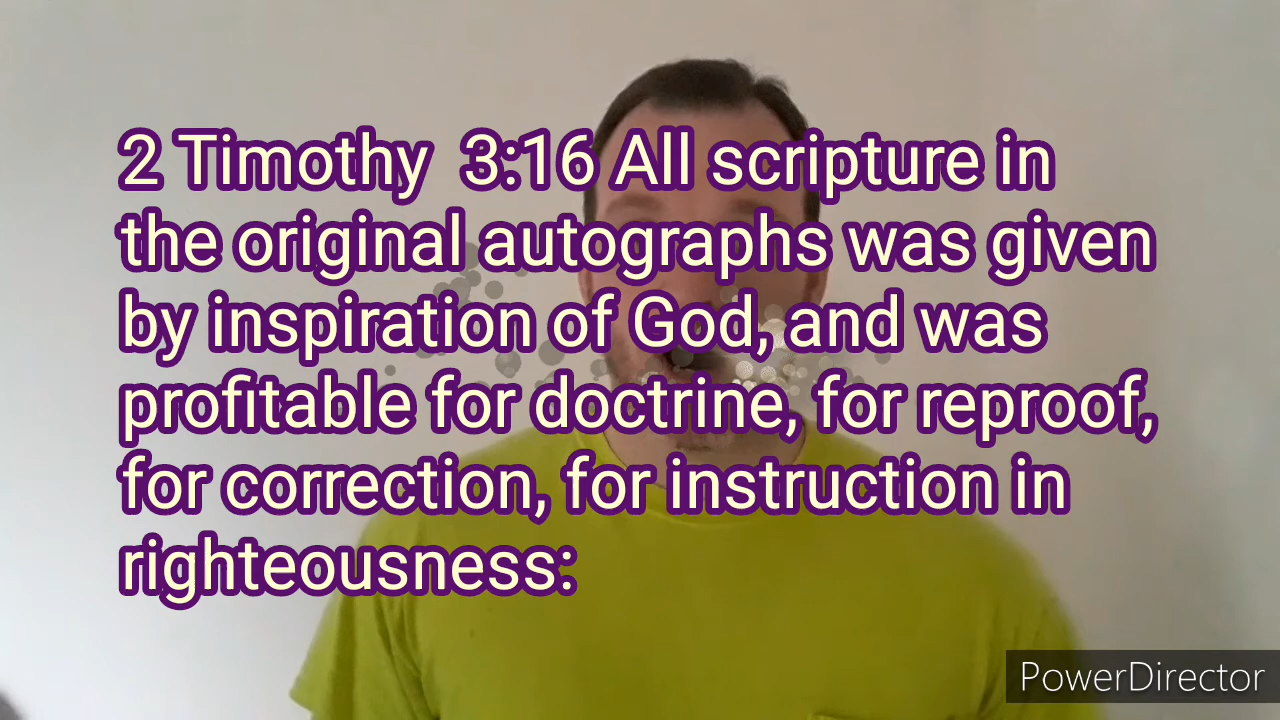 2 Timothy  3:16 All scripture in
the original autographs was given
by inspiration of God, and was
profitable for doctrine, for reproof,
for correction, for instruction in
righteousness:
PowerDirector